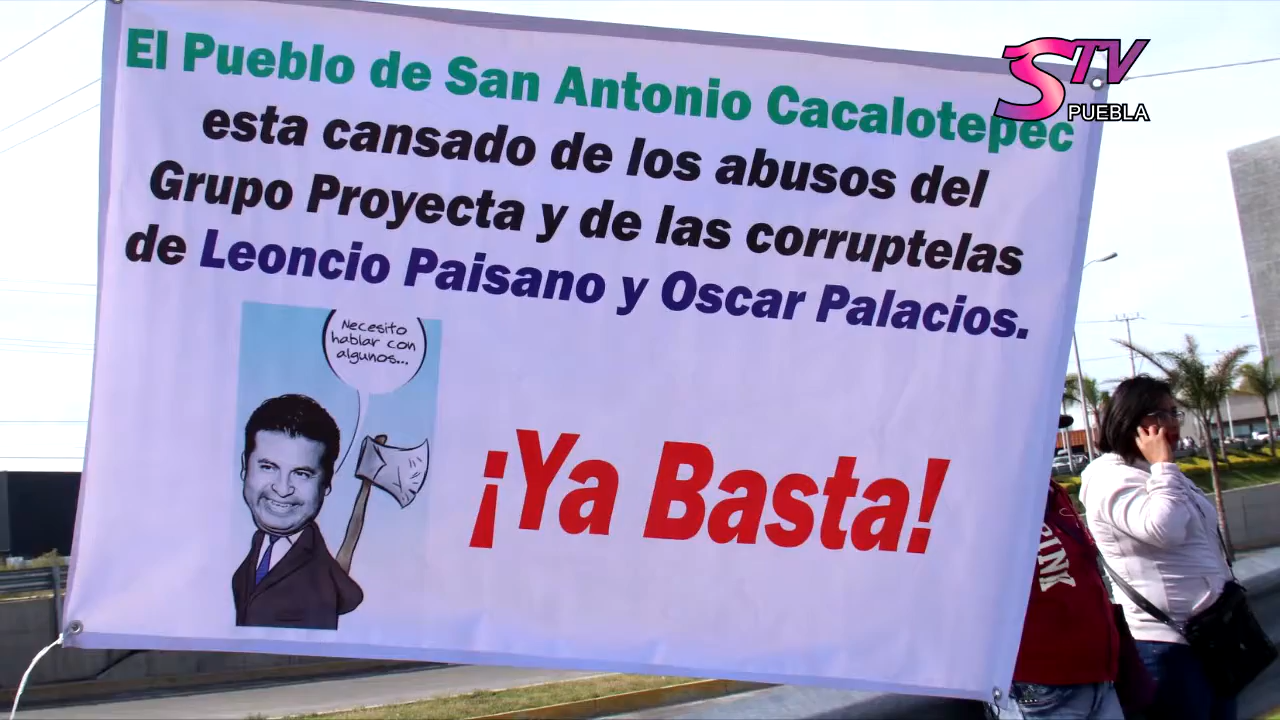 El Pueblo de San Antonio Cacalotepec
esta cansado de los abusos del
Grupo Proyecta y de las corruptelas
de Leoncio Paisano y Oscar Palacios.
Necesito
hablar con
algunos...
¡Ya Basta!
STV
PUEBLA
PINK